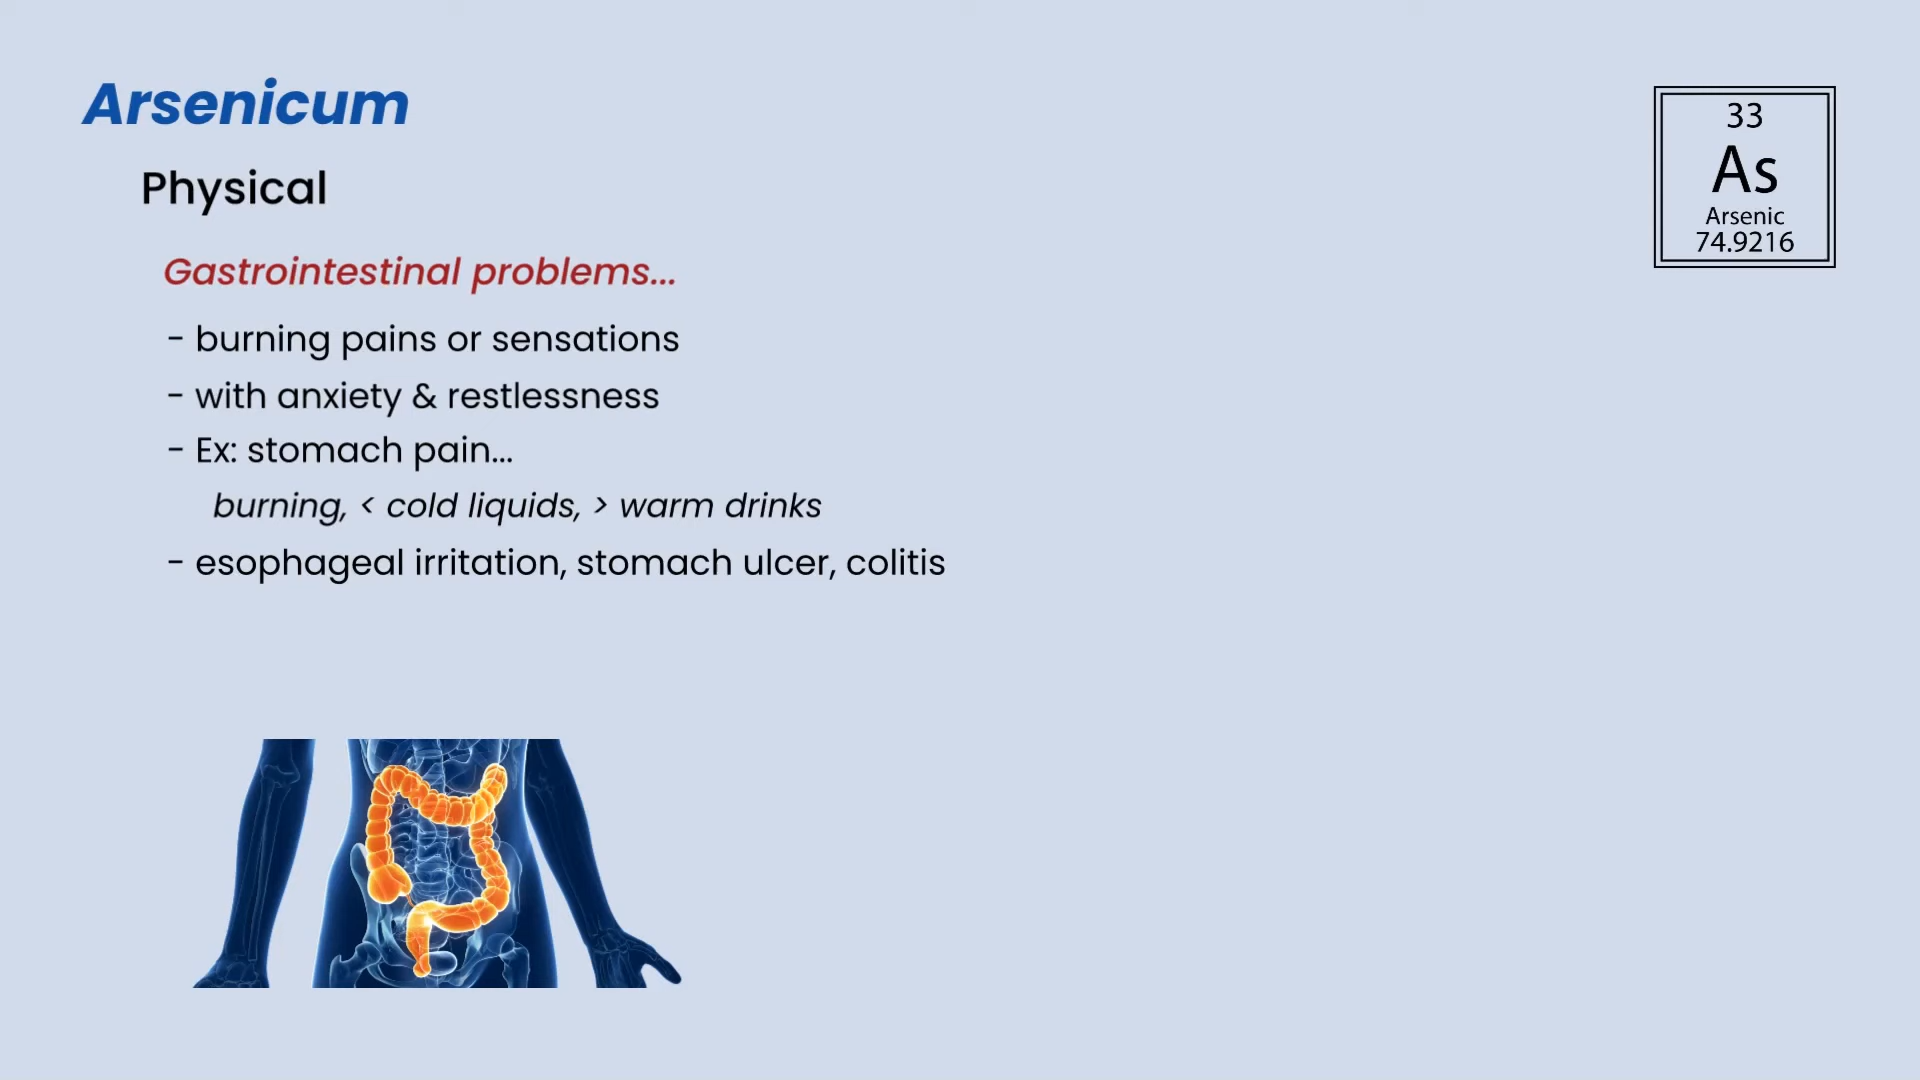 Arsenicum
Physical
Gastrointestinal problems...
- burning pains or sensations
- with anxiety & restlessness
- Ex: stomach pain...
burning, < cold liquids, > warm drinks
- esophageal irritation, stomach ulcer, colitis
33
As
Arsenic
74.9216